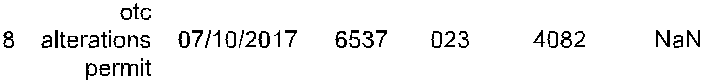 otc
8 alterations 07/10/2017 6537 023 4082 NaN
permit